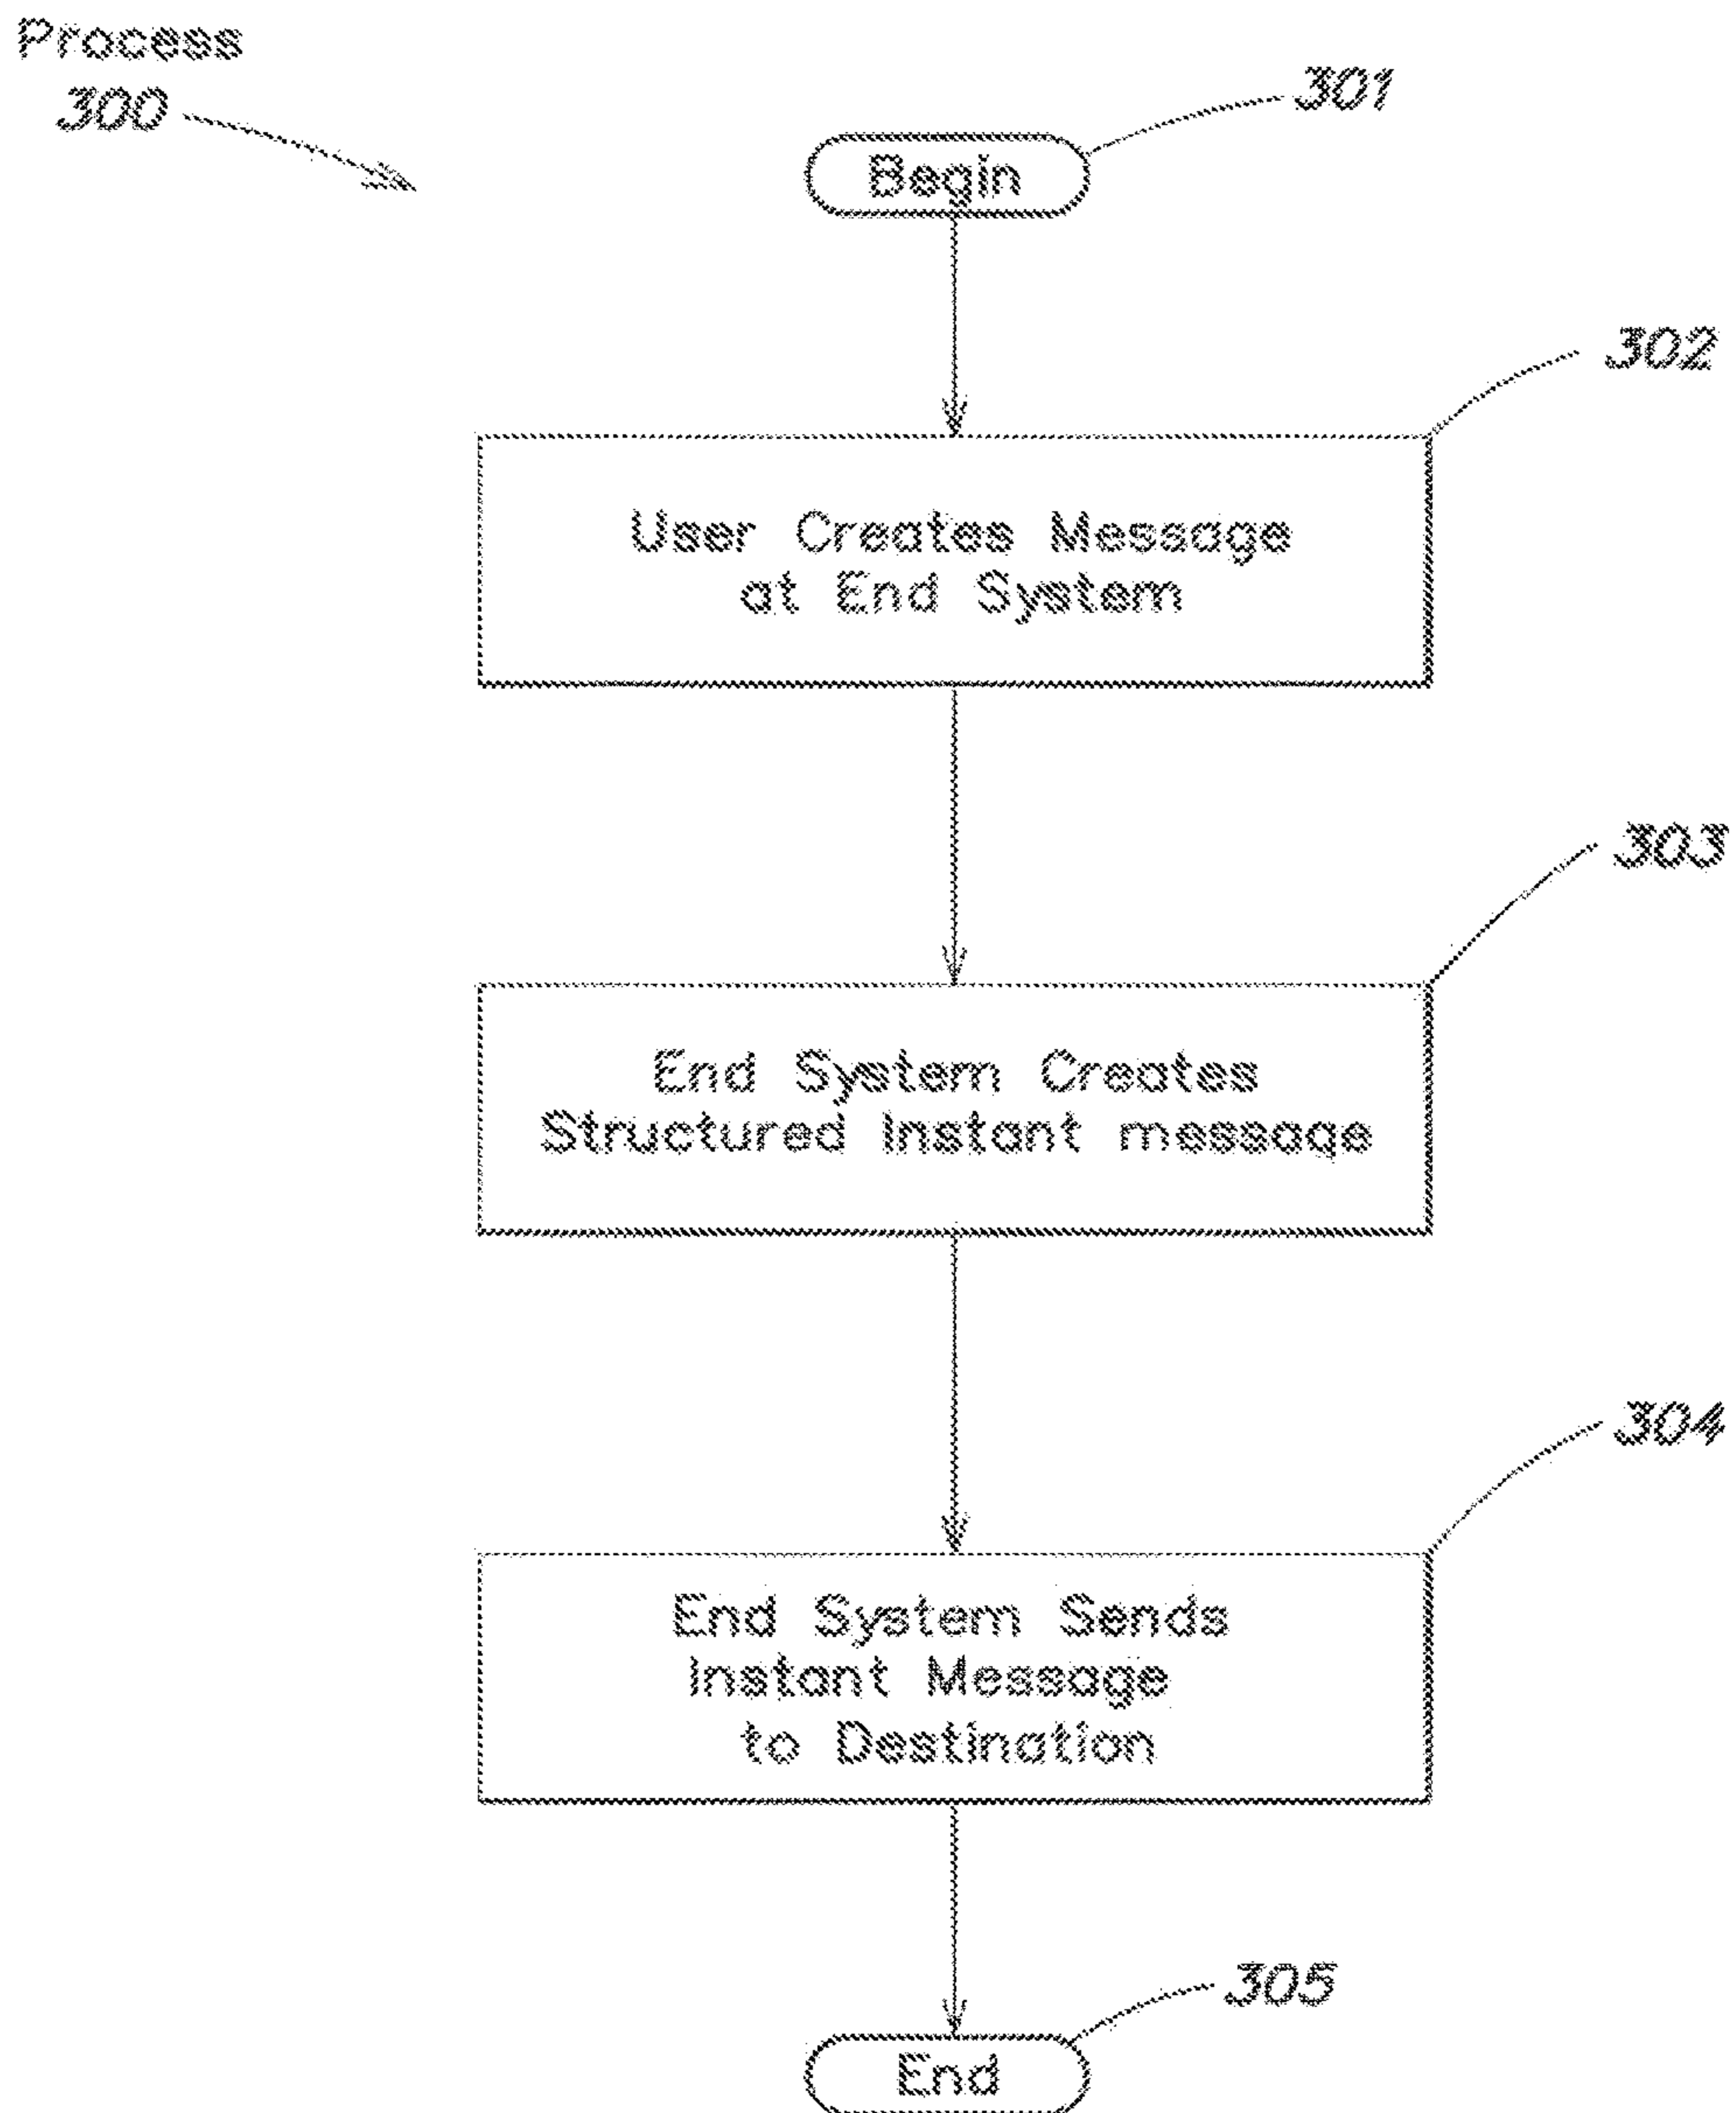 Process
300
301
Begin
302
User Creates Message
at End System
303
End System Creates
Structured Instant message
304
End System Sends
Instant Message
to Destination
305
End